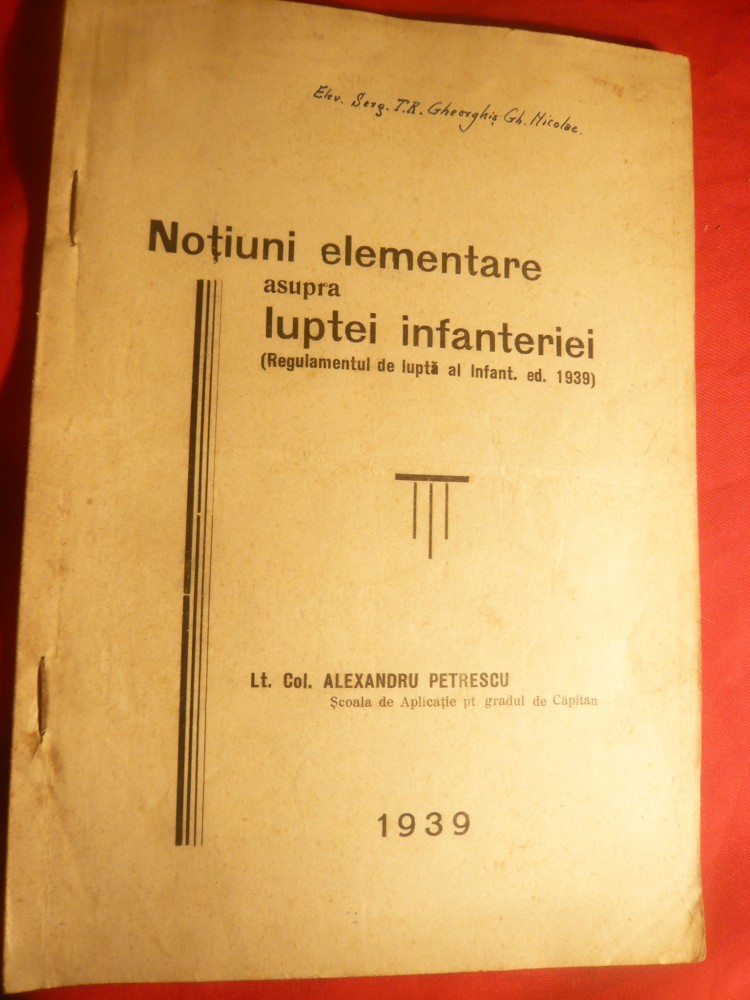 Elev. Serg. T.R. Gheorghiș Gh. Nicolae.
Noțiuni elementare
asupra
luptei infanteriei
(Regulamentul de luptă al Infant. ed. 1939)
Lt. Col. ALEXANDRU PETRESCU
Școala de Aplicație pt. gradul de Căpitan
1939